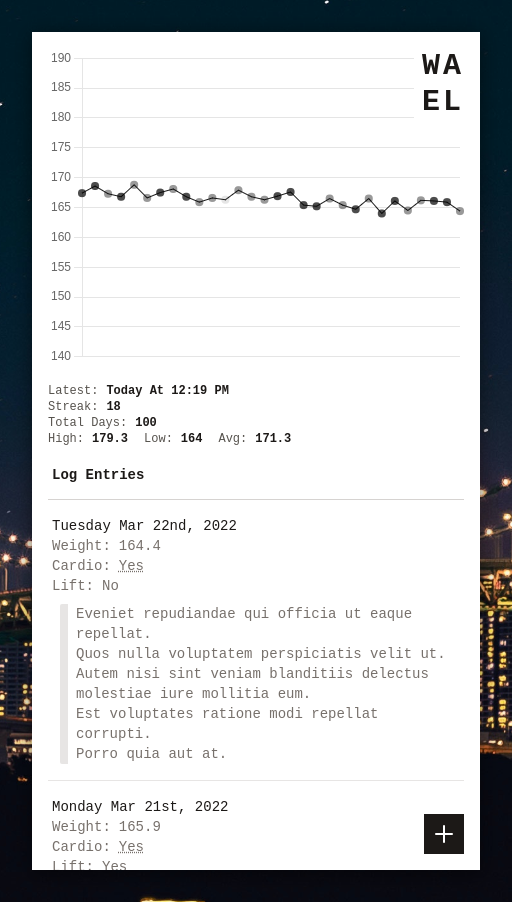 WA
EL
190
185
180
175
170
165
160
155
150
145
140
Latest: Today At 12:19 PM
Streak: 18
Total Days: 100
High: 179.3 Low: 164 Avg: 171.3
Log Entries
Tuesday Mar 22nd, 2022
Weight: 164.4
Cardio: Yes
Lift: No
Eveniet repudiandae qui officia ut eaque
repellat.
Quos nulla voluptatem perspiciatis velit ut.
Autem nisi sint veniam blanditiis delectus
molestiae iure mollitia eum.
Est voluptates ratione modi repellat
corrupti.
Porro quia aut at.
Monday Mar 21st, 2022
Weight: 165.9
Cardio: Yes
Lift: Yes